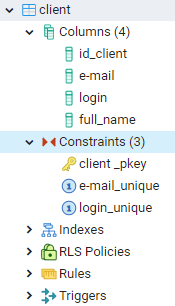 client
Columns (4)
id_client
e-mail
login
full_name
Constraints (3)
client _pkey
e-mail_unique
login_unique
Indexes
RLS Policies
Rules
Triggers